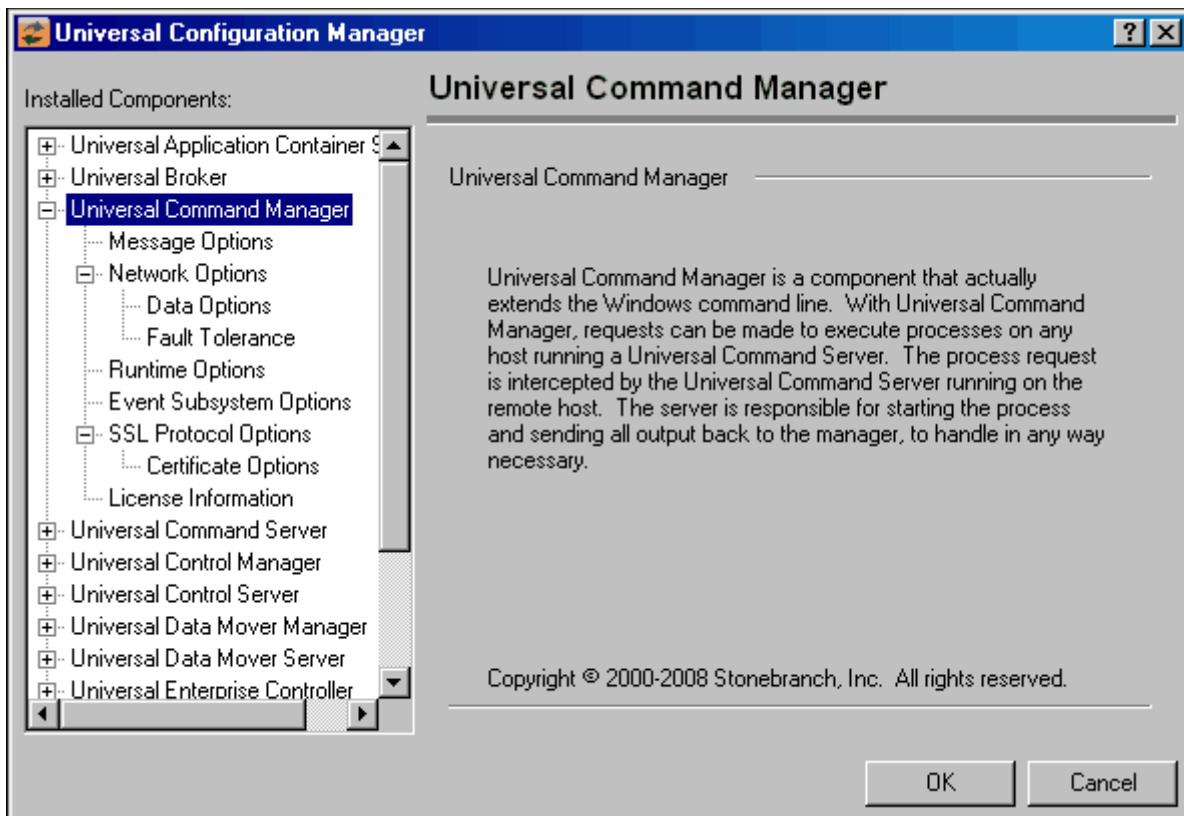 Universal Configuration Manager
Installed Components:
Universal Application Container
Universal Broker
Universal Command Manager
Message Options
Network Options
Data Options
Fault Tolerance
Runtime Options
Event Subsystem Options
SSL Protocol Options
Certificate Options
License Information
Universal Command Server
Universal Control Manager
Universal Control Server
Universal Data Mover Manager
Universal Data Mover Server
Universal Enterprise Controller
Universal Command Manager
Universal Command Manager
Universal Command Manager is a component that actually
extends the Windows command line. With Universal Command
Manager, requests can be made to execute processes on any
host running a Universal Command Server. The process request
is intercepted by the Universal Command Server running on the
remote host. The server is responsible for starting the process
and sending all output back to the manager, to handle in any way
necessary.
Copyright © 2000-2008 Stonebranch, Inc. All rights reserved.
OK
Cancel